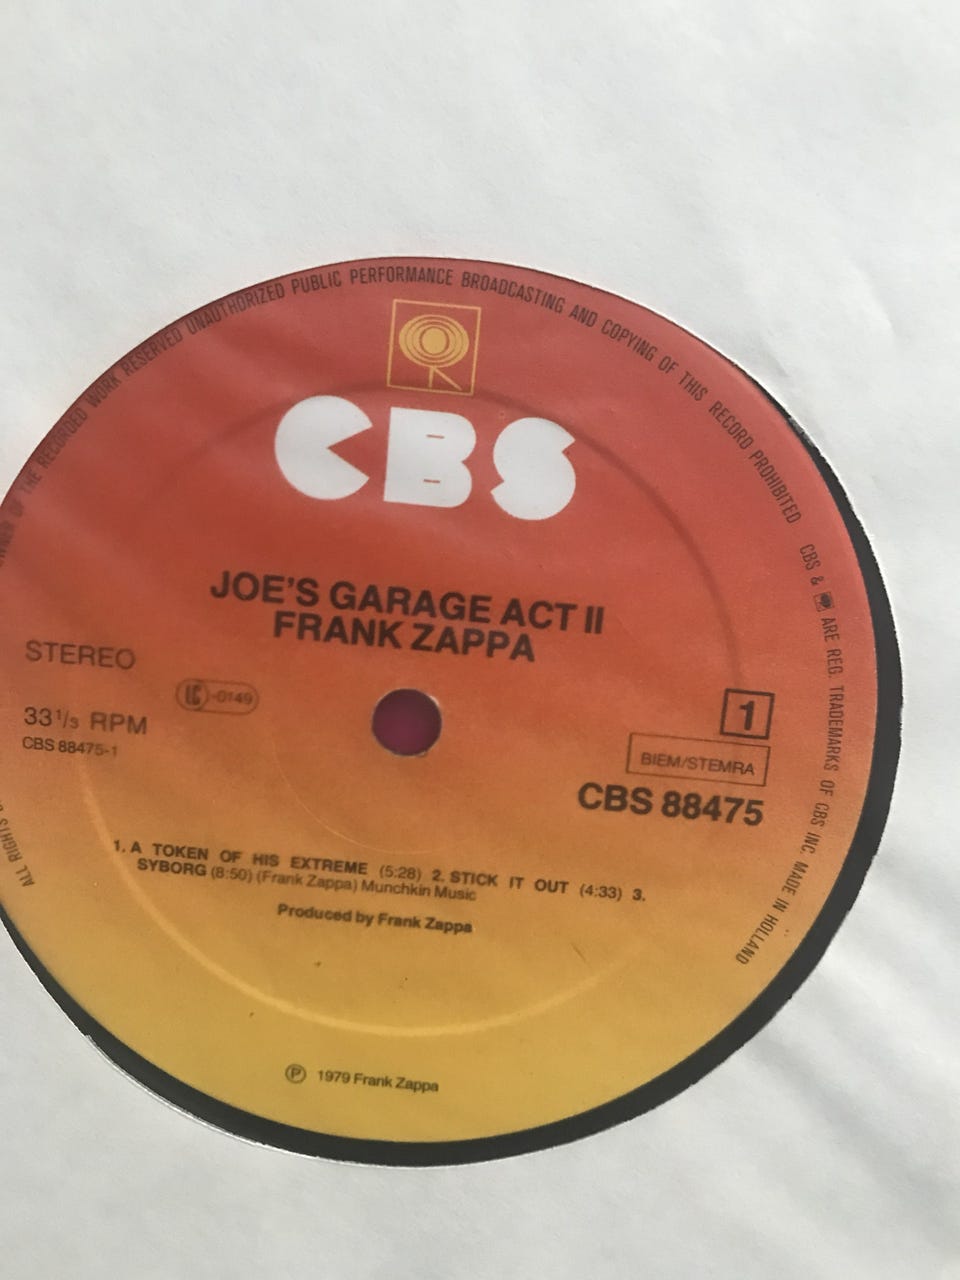 OWNER OF THE RECORDED WORK RESERVED UNAUTHORIZED PUBLIC PERFORMANCE BROADCASTING AND COPYING OF THIS RECORD PROHIBITED CBS & ARE REG. TRADEMARKS OF CBS INC. MADE IN HOLLAND
CBS
JOE'S GARAGE ACT II
FRANK ZAPPA
STEREO
LC-0149
33 1/3 RPM
CBS 88475-1
1
BIEM/STEMRA
CBS 88475
1. A TOKEN OF HIS EXTREME (5:28) 2. STICK IT OUT (4:33) 3.
SYBORG (8:50) (Frank Zappa) Munchkin Music
Produced by Frank Zappa
℗ 1979 Frank Zappa
ALL RIGHTS